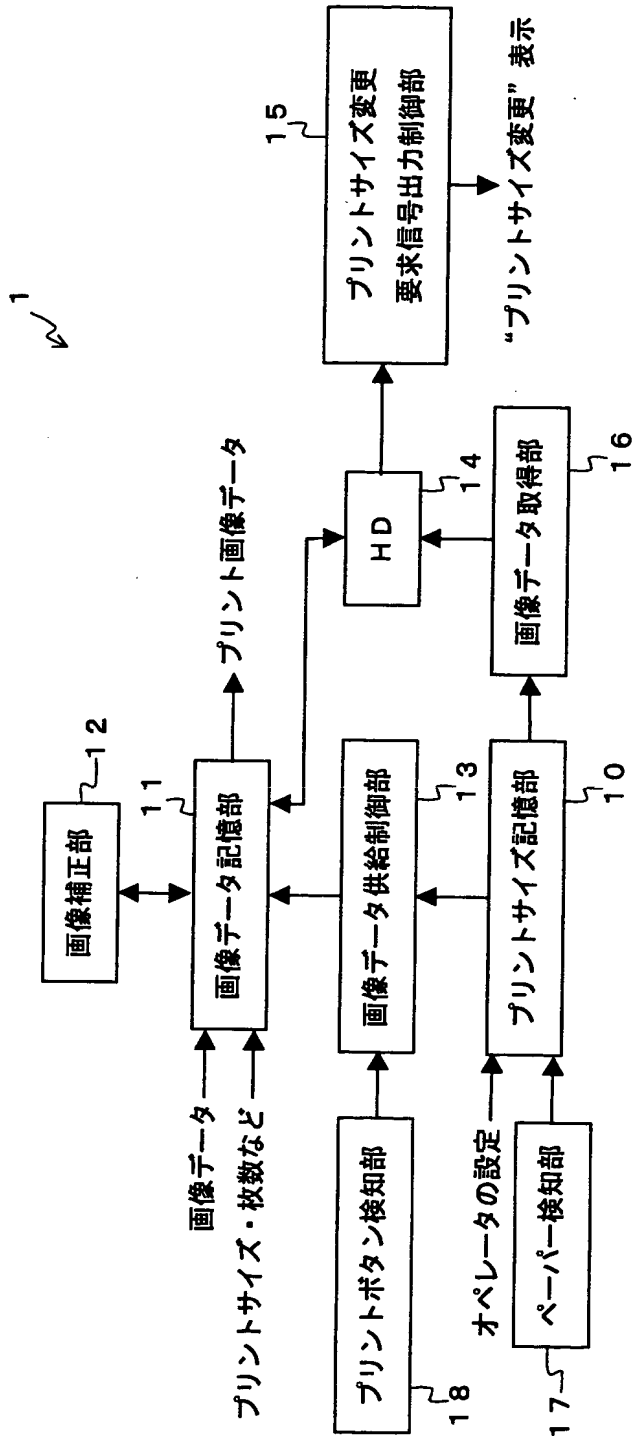 1
画像補正部
12
画像データ
プリントサイズ・枚数など
画像データ記憶部
11
プリント画像データ
プリントボタン検知部
18
画像データ供給制御部
13
HD
14
プリントサイズ変更
要求信号出力制御部
15
“プリントサイズ変更”表示
オペレータの設定
ペーパー検知部
17
プリントサイズ記憶部
10
画像データ取得部
16